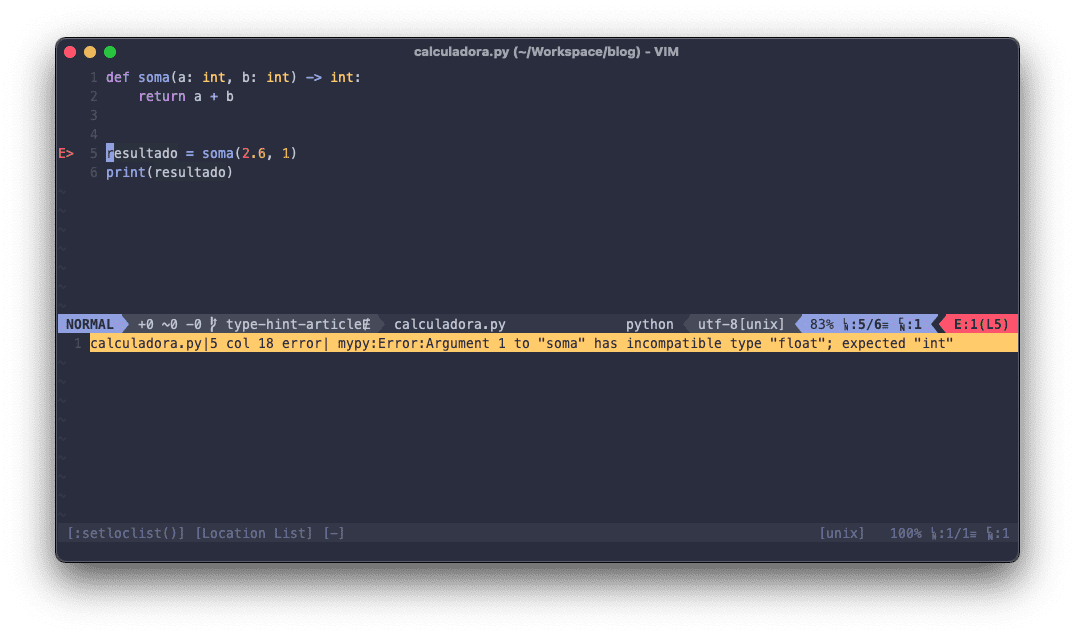 calculadora.py (~/Workspace/blog) - VIM
1 def soma(a: int, b: int) -> int:
2     return a + b
3
4
E> 5 resultado = soma(2.6, 1)
6 print(resultado)
~
~
~
~
~
~
~
NORMAL +0 ~0 -0 type-hint-article calculadora.py python utf-8[unix] 83% ㏑:5/6≡ ℅:1 E:1(L5)
1 calculadora.py|5 col 18 error| mypy:Error:Argument 1 to "soma" has incompatible type "float"; expected "int"
~
~
~
~
~
~
~
~
~
[:setloclist()] [Location List] [-] [unix] 100% ㏑:1/1≡ ℅:1